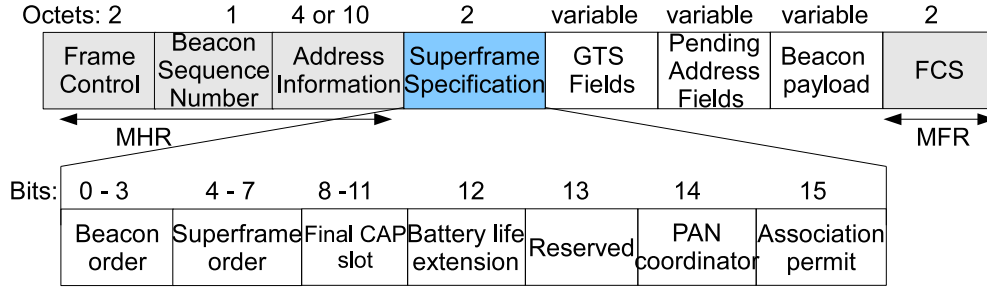 Octets: 2 1 4 or 10 2 variable variable variable 2
Frame Control
Beacon Sequence Number
Address Information
Superframe Specification
GTS Fields
Pending Address Fields
Beacon payload
FCS
MHR
MFR
Bits: 0 - 3 4 - 7 8 -11 12 13 14 15
Beacon order
Superframe order
Final CAP slot
Battery life extension
Reserved
PAN coordinator
Association permit